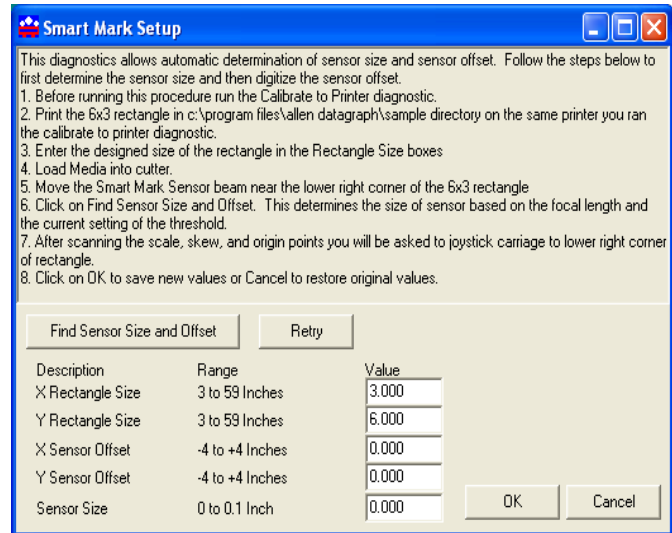 Smart Mark Setup
This diagnostics allows automatic determination of sensor size and sensor offset.  Follow the steps below to
first determine the sensor size and then digitize the sensor offset.
1. Before running this procedure run the Calibrate to Printer diagnostic.
2. Print the 6x3 rectangle in c:\program files\allen datagraph\sample directory on the same printer you ran
the calibrate to printer diagnostic.
3. Enter the designed size of the rectangle in the Rectangle Size boxes
4. Load Media into cutter.
5. Move the Smart Mark Sensor beam near the lower right corner of the 6x3 rectangle
6. Click on Find Sensor Size and Offset.  This determines the size of sensor based on the focal length and
the current setting of the threshold.
7. After scanning the scale, skew, and origin points you will be asked to joystick carriage to lower right corner
of rectangle.
8. Click on OK to save new values or Cancel to restore original values.
Find Sensor Size and Offset Retry
Description Range Value
X Rectangle Size 3 to 59 Inches 3.000
Y Rectangle Size 3 to 59 Inches 6.000
X Sensor Offset -4 to +4 Inches 0.000
Y Sensor Offset -4 to +4 Inches 0.000
Sensor Size 0 to 0.1 Inch 0.000
OK Cancel